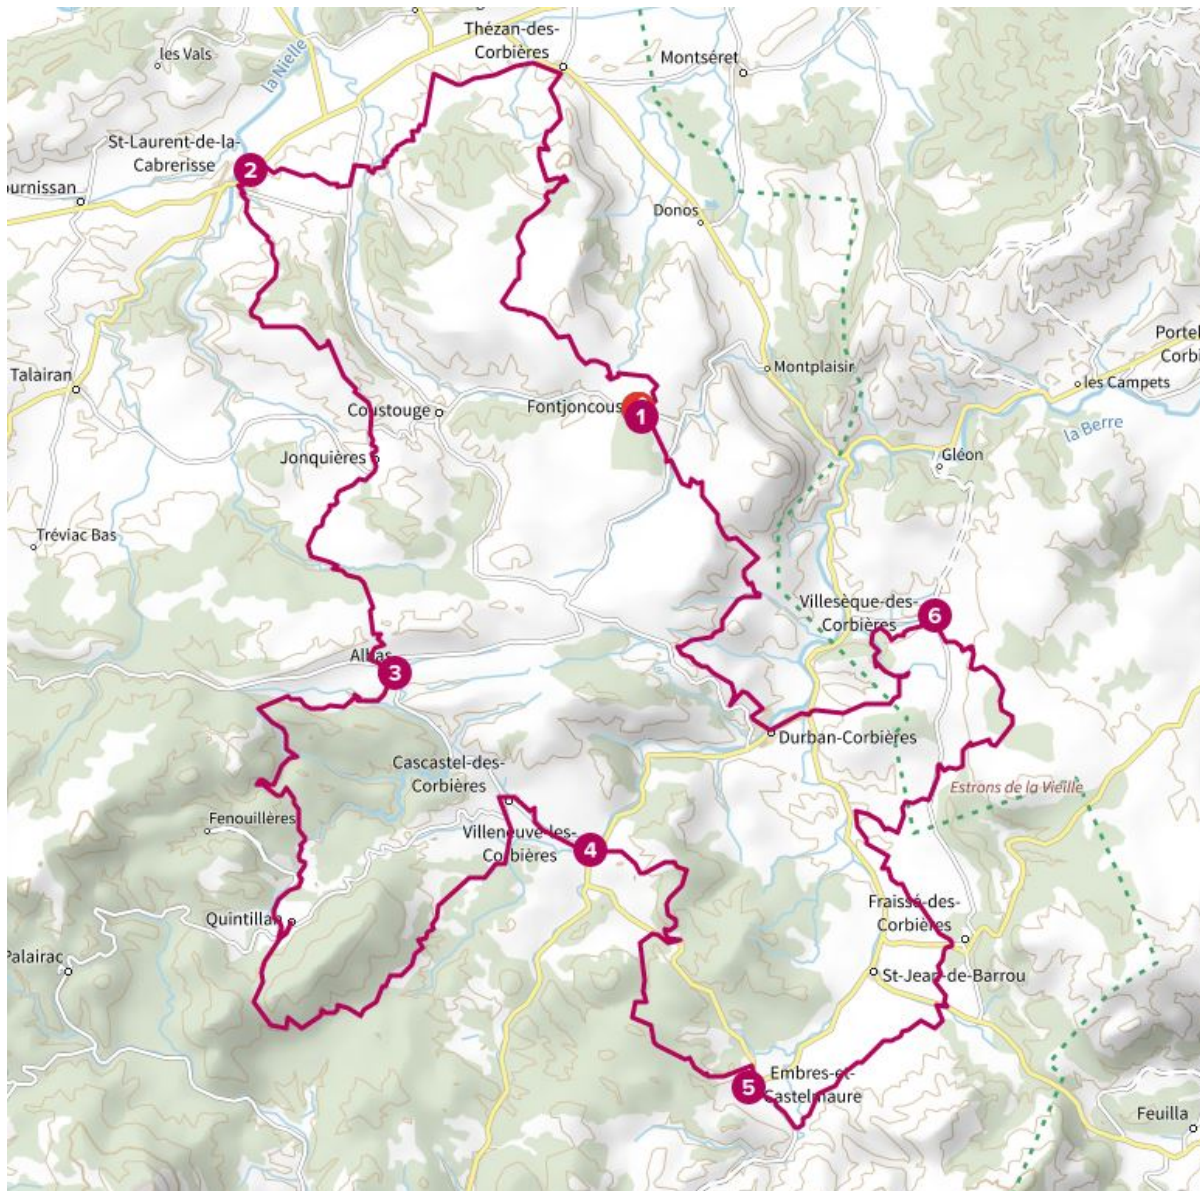 Thézan-des-
Corbières
Montséret
les Vals
la Nielle
St-Laurent-de-la-
Cabrerisse
2
ournissan
Donos
Talairan
Montplaisir
Portel
Corbi
les Campets
Coustouge
Fontjoncous
1
la Berre
Jonquières
Gléon
Tréviac Bas
Villesèque-des-
Corbières
6
Albas
3
Durban-Corbières
Cascastel-des-
Corbières
Estrons de la Vieille
Fenouillères
Villeneuve-les-
Corbières
4
Quintillan
Fraissé-des-
Corbières
Palairac
St-Jean-de-Barrou
Embres-et-
Castelmaure
5
Feuilla